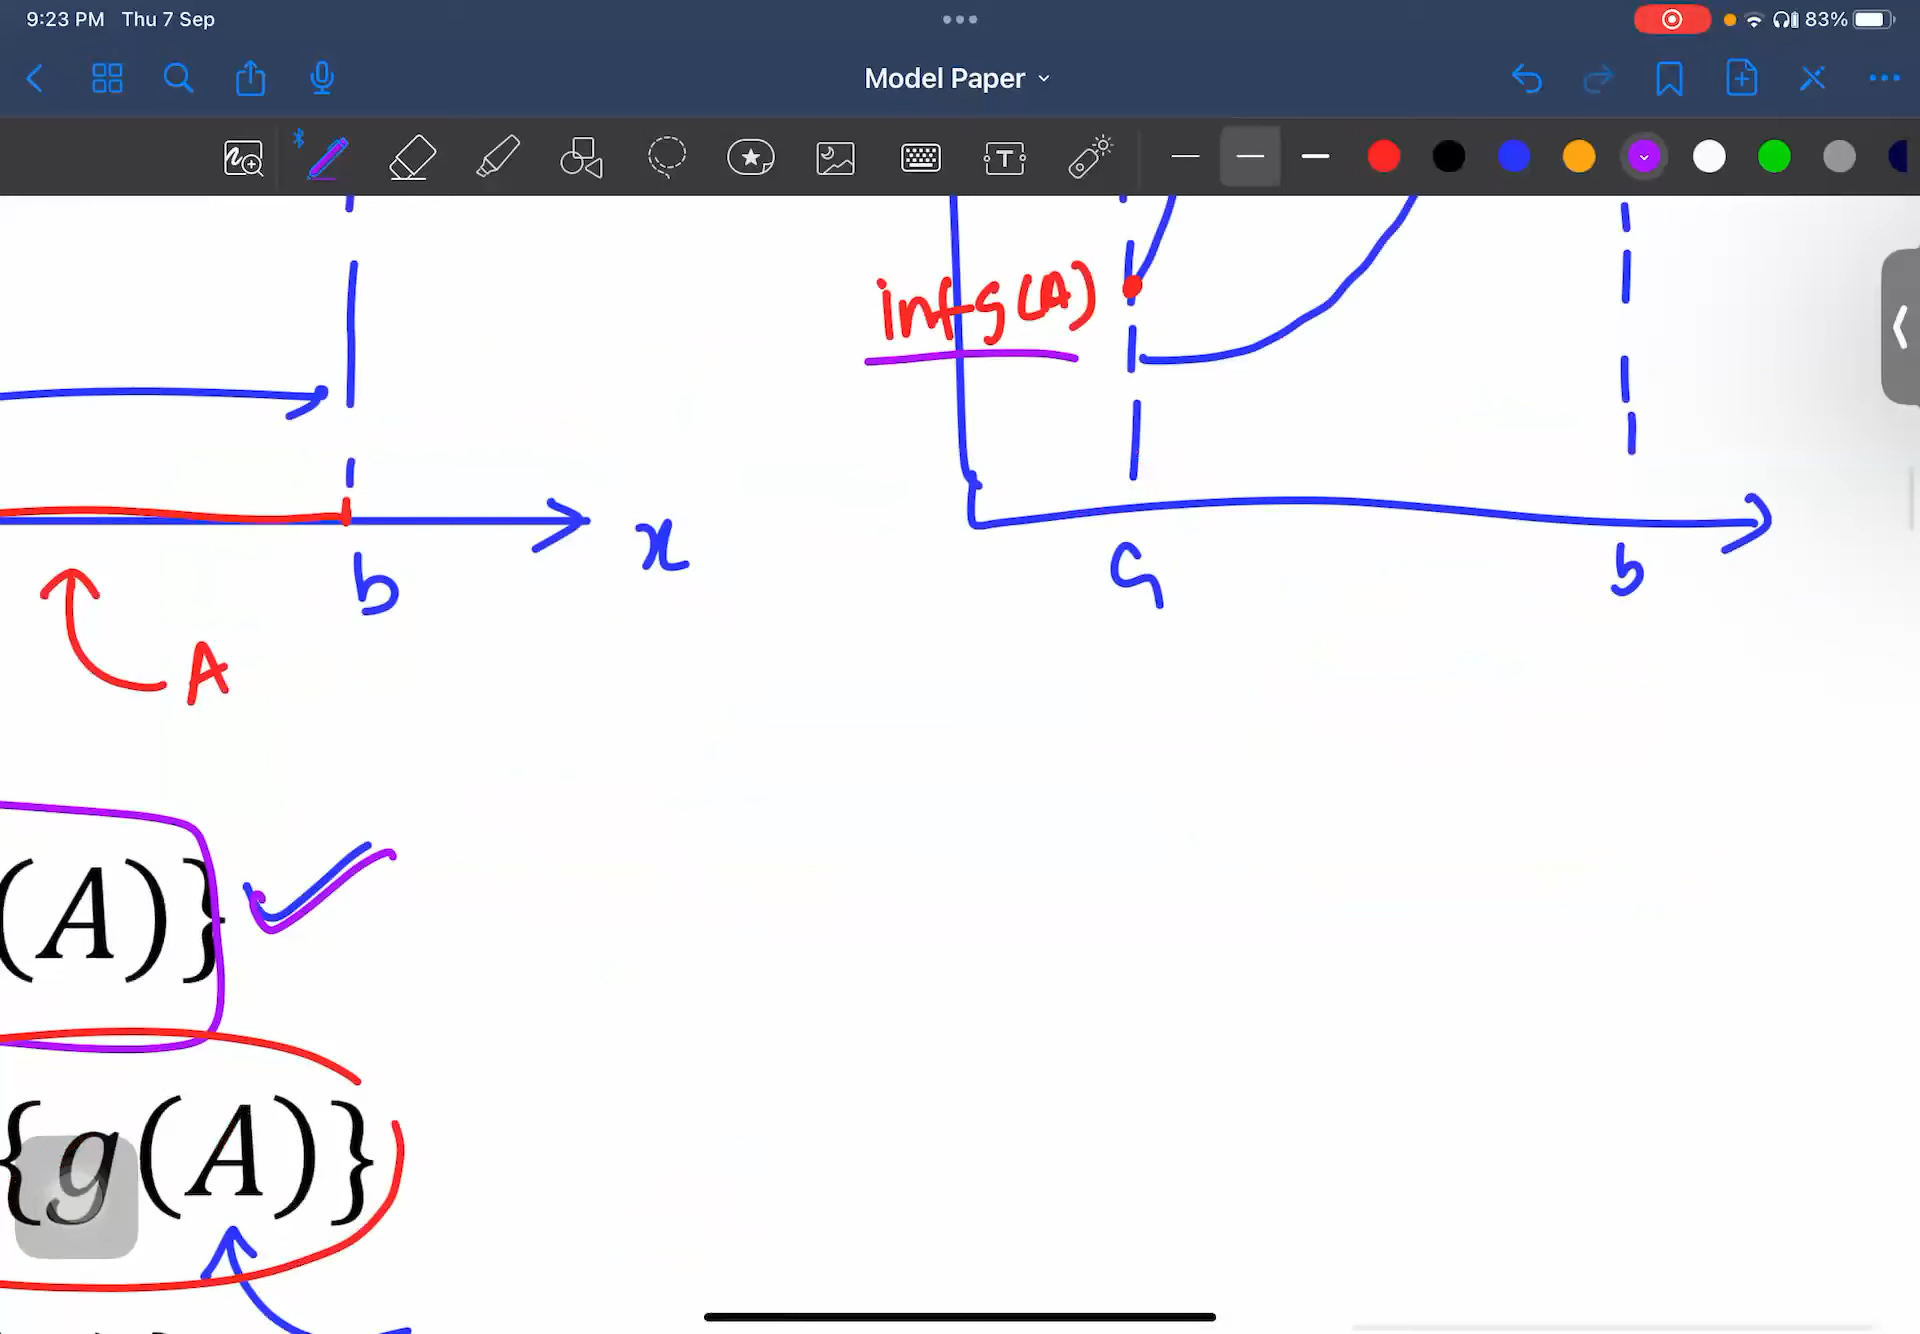 9:23 PM Thu 7 Sep
83%
Model Paper
T
inf g(A)
x
b
a
b
A
(A)}
{g(A)}